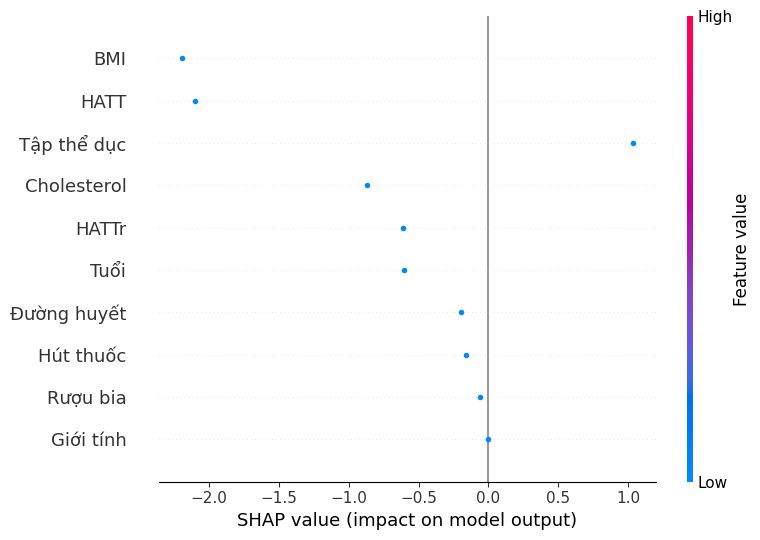 High
BMI
HATT
Tập thể dục
Cholesterol
HATTr
Tuổi
Đường huyết
Hút thuốc
Rượu bia
Giới tính
Feature value
Low
−2.0 −1.5 −1.0 −0.5 0.0 0.5 1.0
SHAP value (impact on model output)